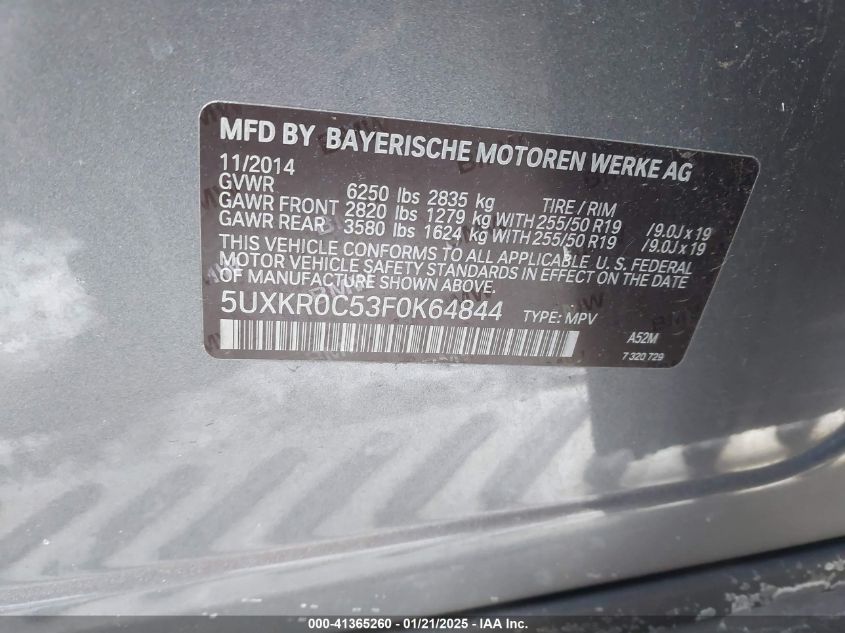 MFD BY BAYERISCHE MOTOREN WERKE AG
11/2014
GVWR 6250 lbs 2835 kg TIRE / RIM
GAWR FRONT 2820 lbs 1279 kg WITH 255/50 R19 /9.0J x 19
GAWR REAR 3580 lbs 1624 kg WITH 255/50 R19 /9.0J x 19
THIS VEHICLE CONFORMS TO ALL APPLICABLE U. S. FEDERAL
MOTOR VEHICLE SAFETY STANDARDS IN EFFECT ON THE DATE
OF MANUFACTURE SHOWN ABOVE.
5UXKR0C53F0K64844 TYPE: MPV
A52M
7 320 729
000-41365260 - 01/21/2025 - IAAI.com